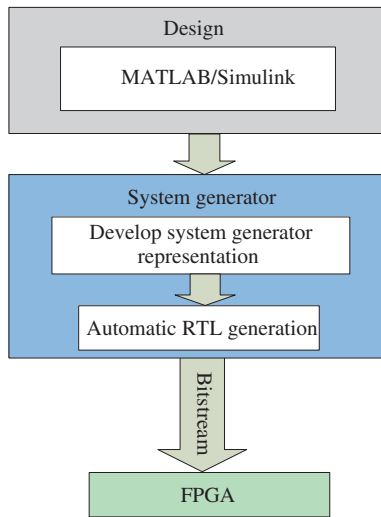 Design
MATLAB/Simulink
System generator
Develop system generator
representation
Automatic RTL generation
Bitstream
FPGA